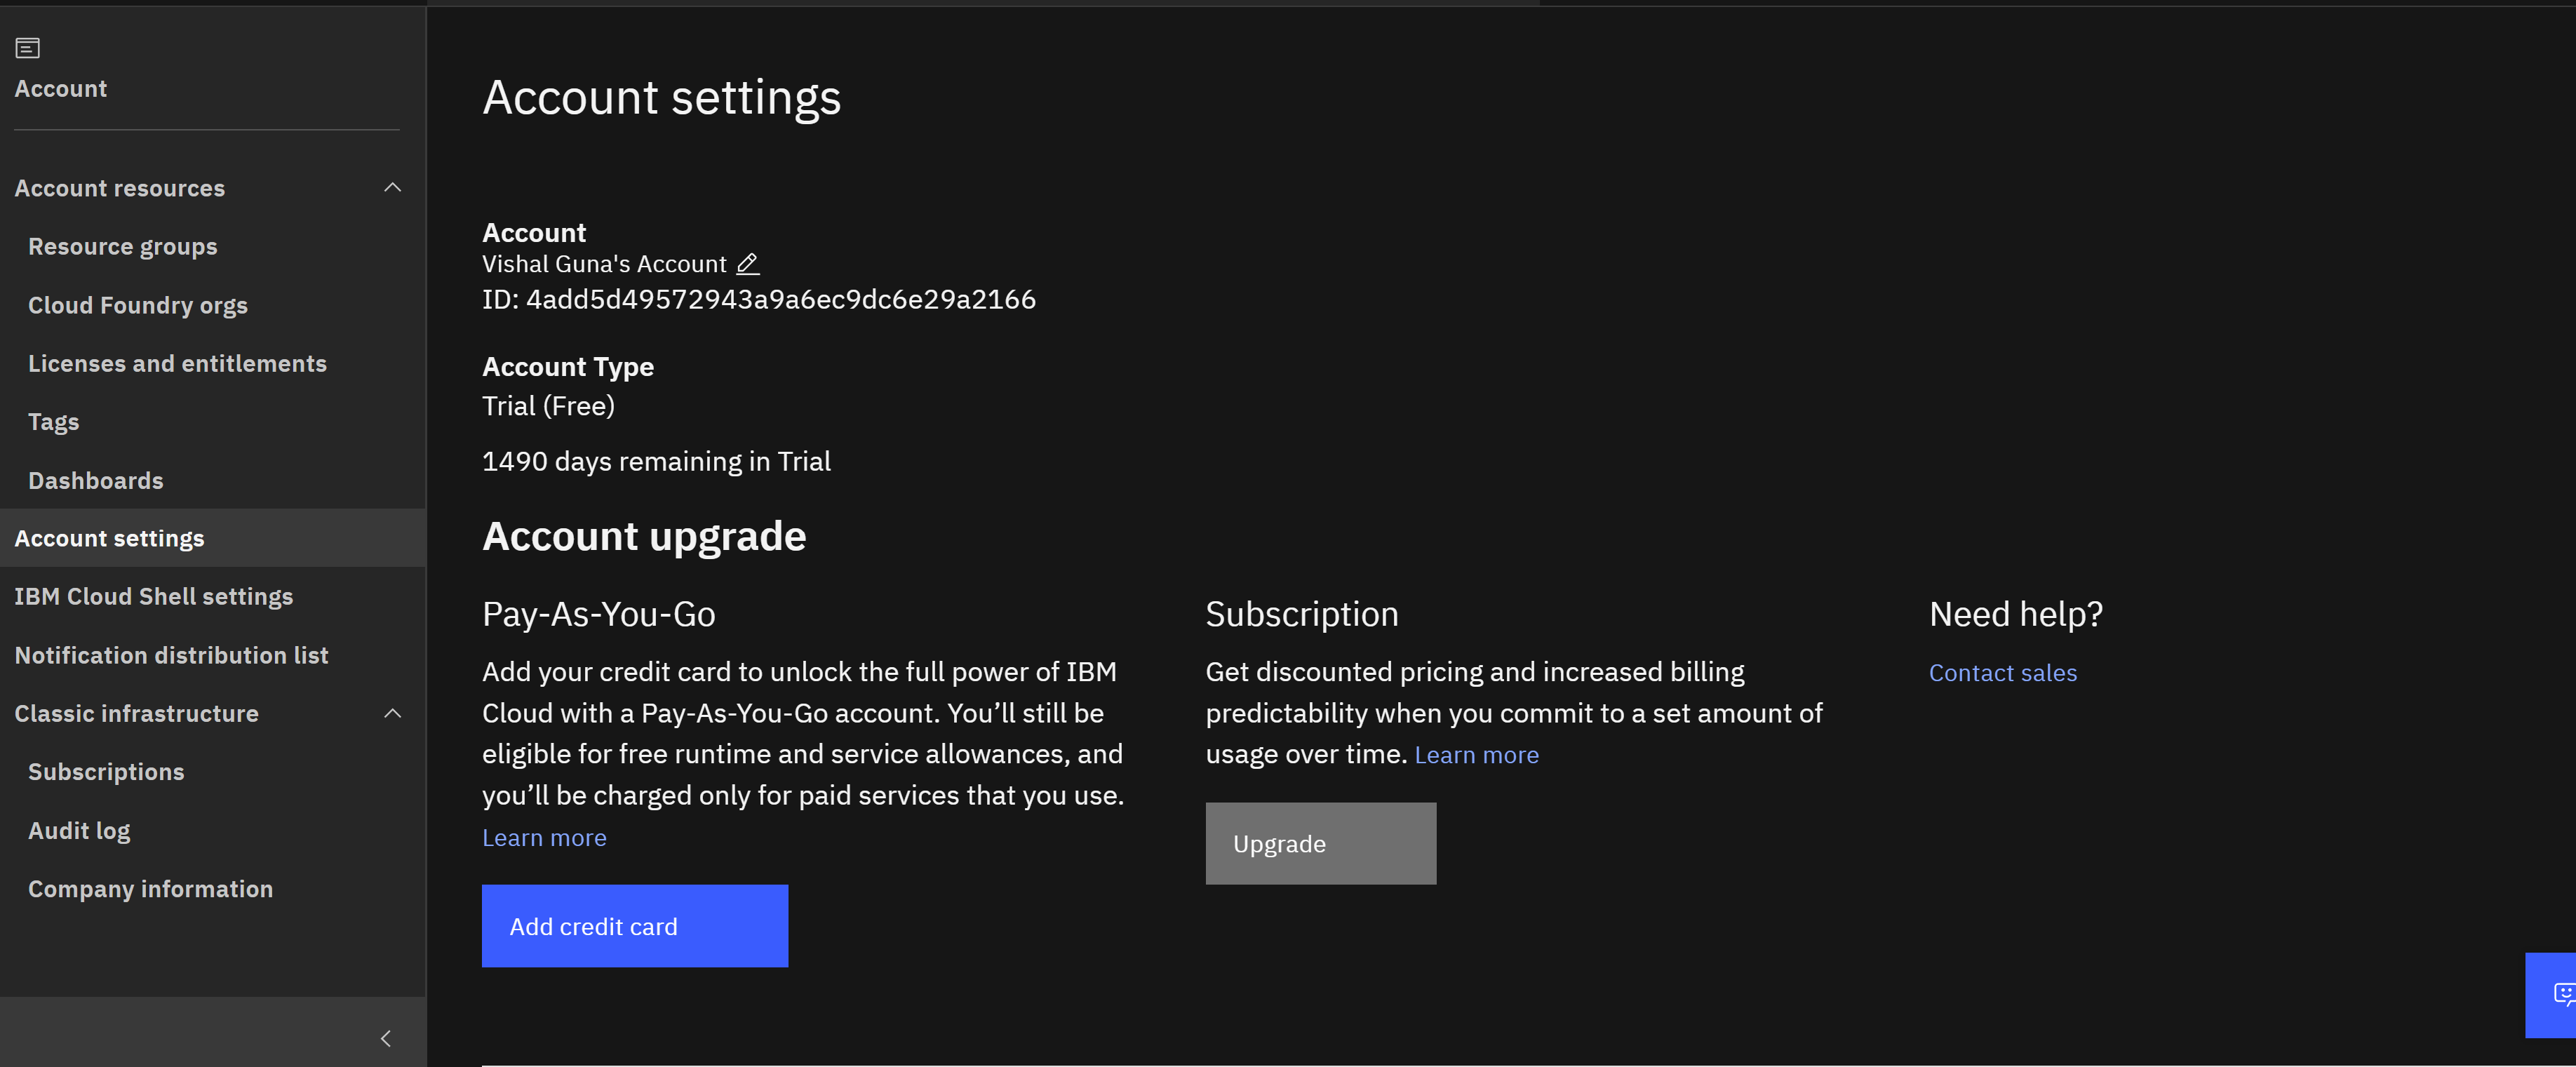 Account
Account resources
Resource groups
Cloud Foundry orgs
Licenses and entitlements
Tags
Dashboards
Account settings
IBM Cloud Shell settings
Notification distribution list
Classic infrastructure
Subscriptions
Audit log
Company information
Account settings
Account
Vishal Guna's Account
ID: 4add5d49572943a9a6ec9dc6e29a2166
Account Type
Trial (Free)
1490 days remaining in Trial
Account upgrade
Pay-As-You-Go
Add your credit card to unlock the full power of IBM
Cloud with a Pay-As-You-Go account. You’ll still be
eligible for free runtime and service allowances, and
you’ll be charged only for paid services that you use.
Learn more
Add credit card
Subscription
Get discounted pricing and increased billing
predictability when you commit to a set amount of
usage over time. Learn more
Upgrade
Need help?
Contact sales